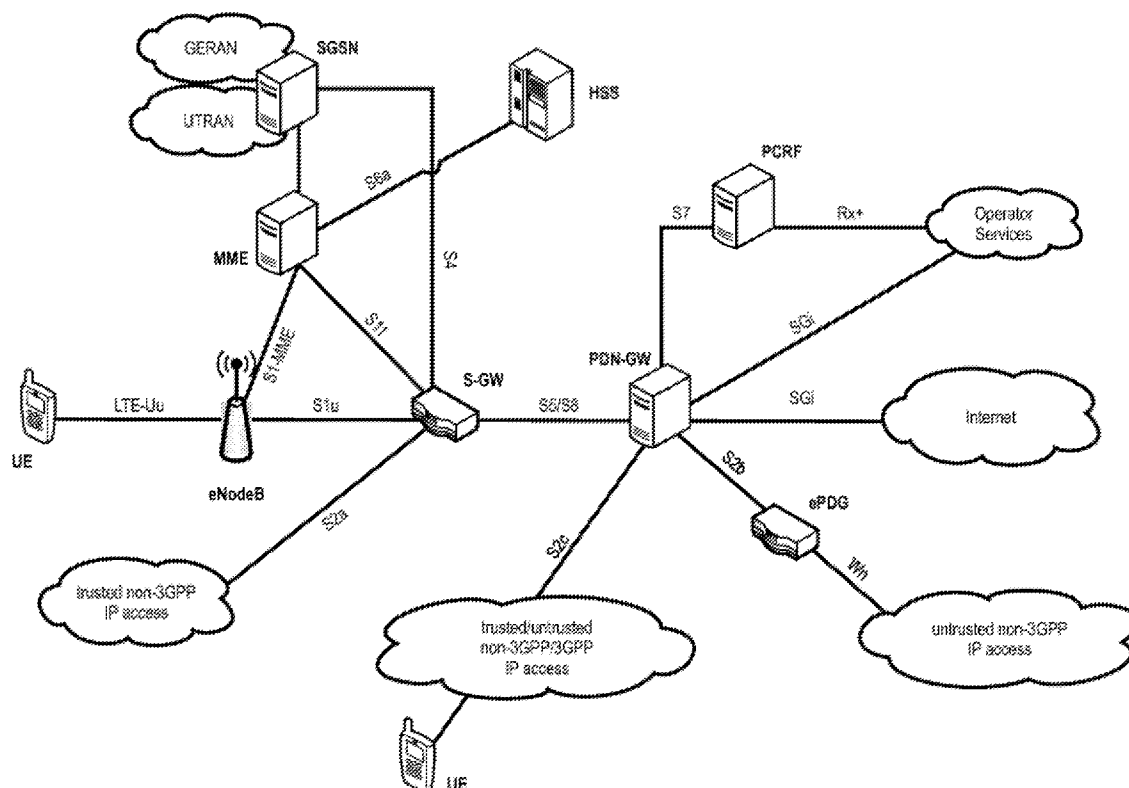 GERAN
SGSN
UTRAN
HSS
S6a
PCRF
MME
S7
Rx+
Operator
Services
S4
S11
SGi
S1-MME
PDN-GW
S-GW
LTE-Uu
S1u
S5/S8
SGi
Internet
UE
eNodeB
S2b
ePDG
S2a
S2c
Wn
trusted non-3GPP
IP access
trusted/untrusted
non-3GPP/3GPP
IP access
untrusted non-3GPP
IP access
UE